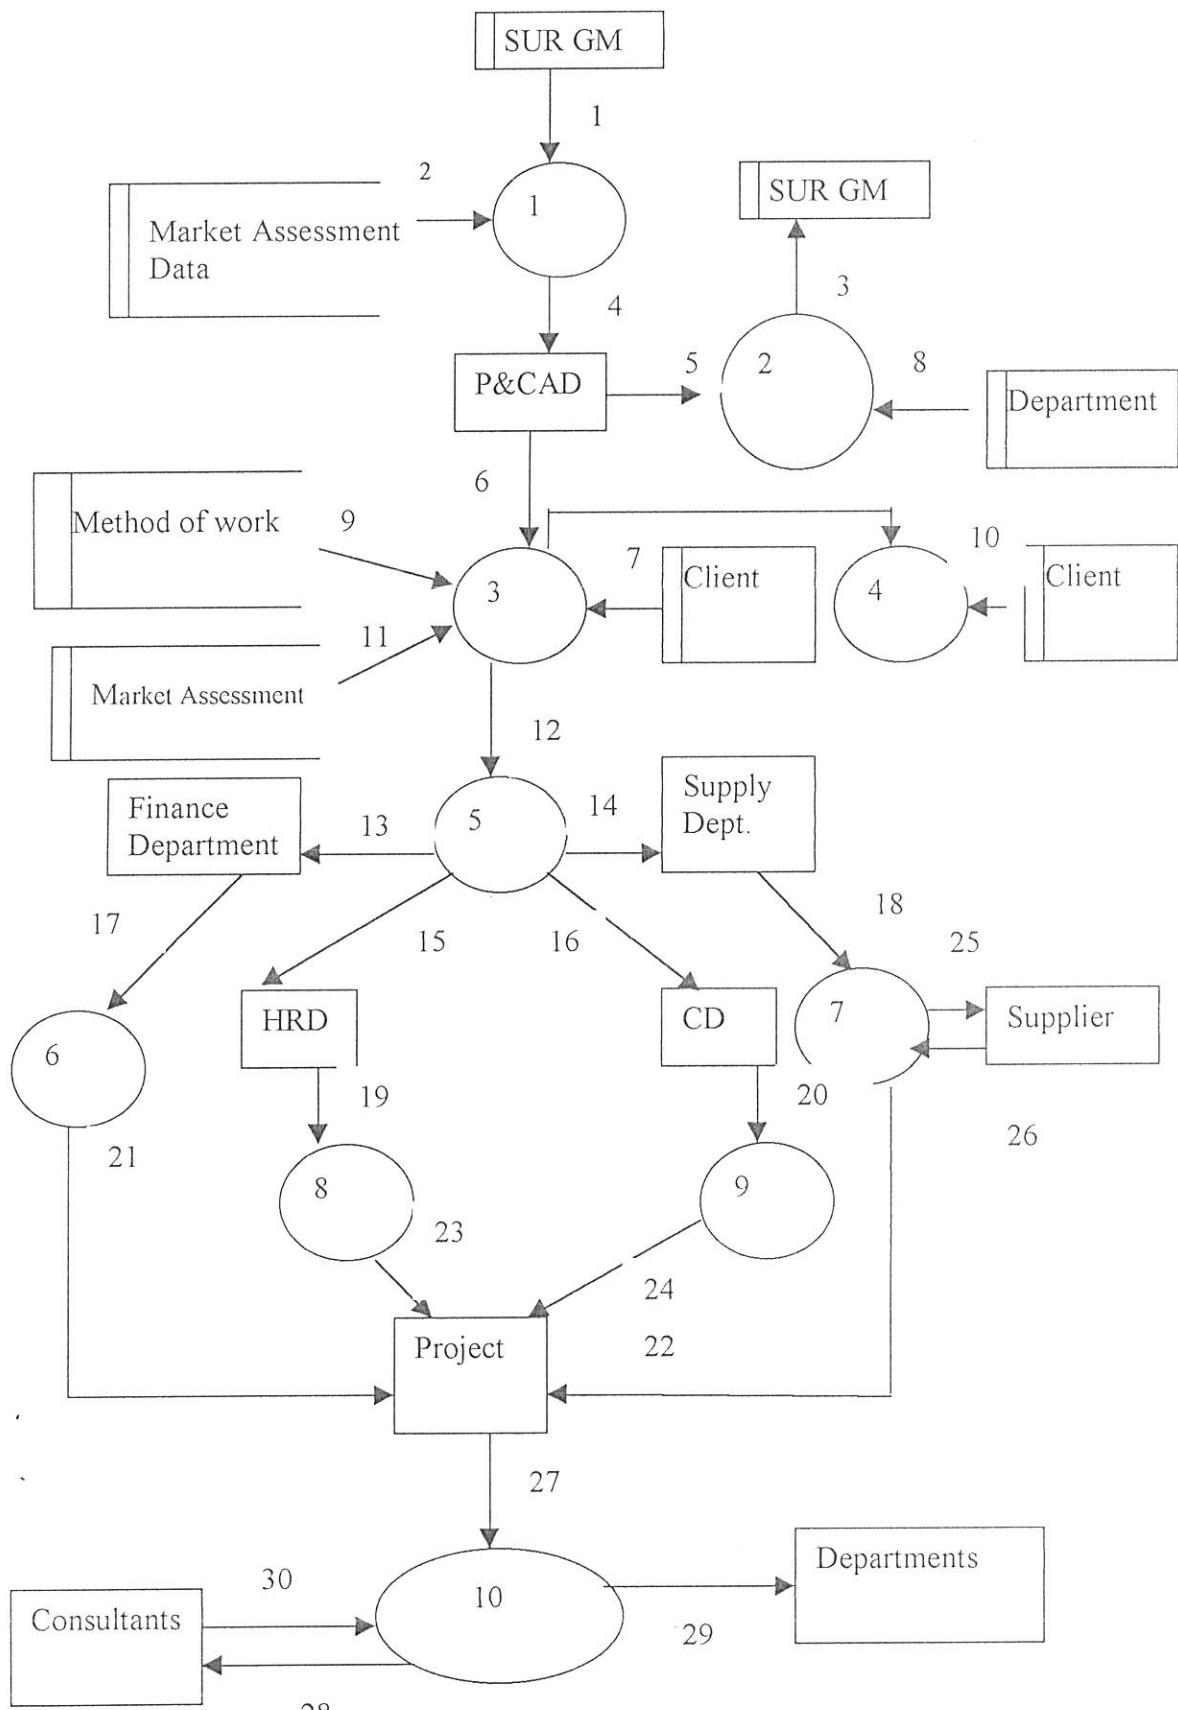 SUR GM
1
2
SUR GM
1
Market Assessment
Data
4
3
5
2
8
P&CAD
Department
6
Method of work
9
7
10
3
Client
4
Client
11
Market Assessment
12
Finance
Department
13
5
14
Supply
Dept.
17
15
16
18
25
HRD
CD
7
Supplier
6
19
20
26
21
8
9
23
24
Project
22
27
Departments
30
10
Consultants
29
28